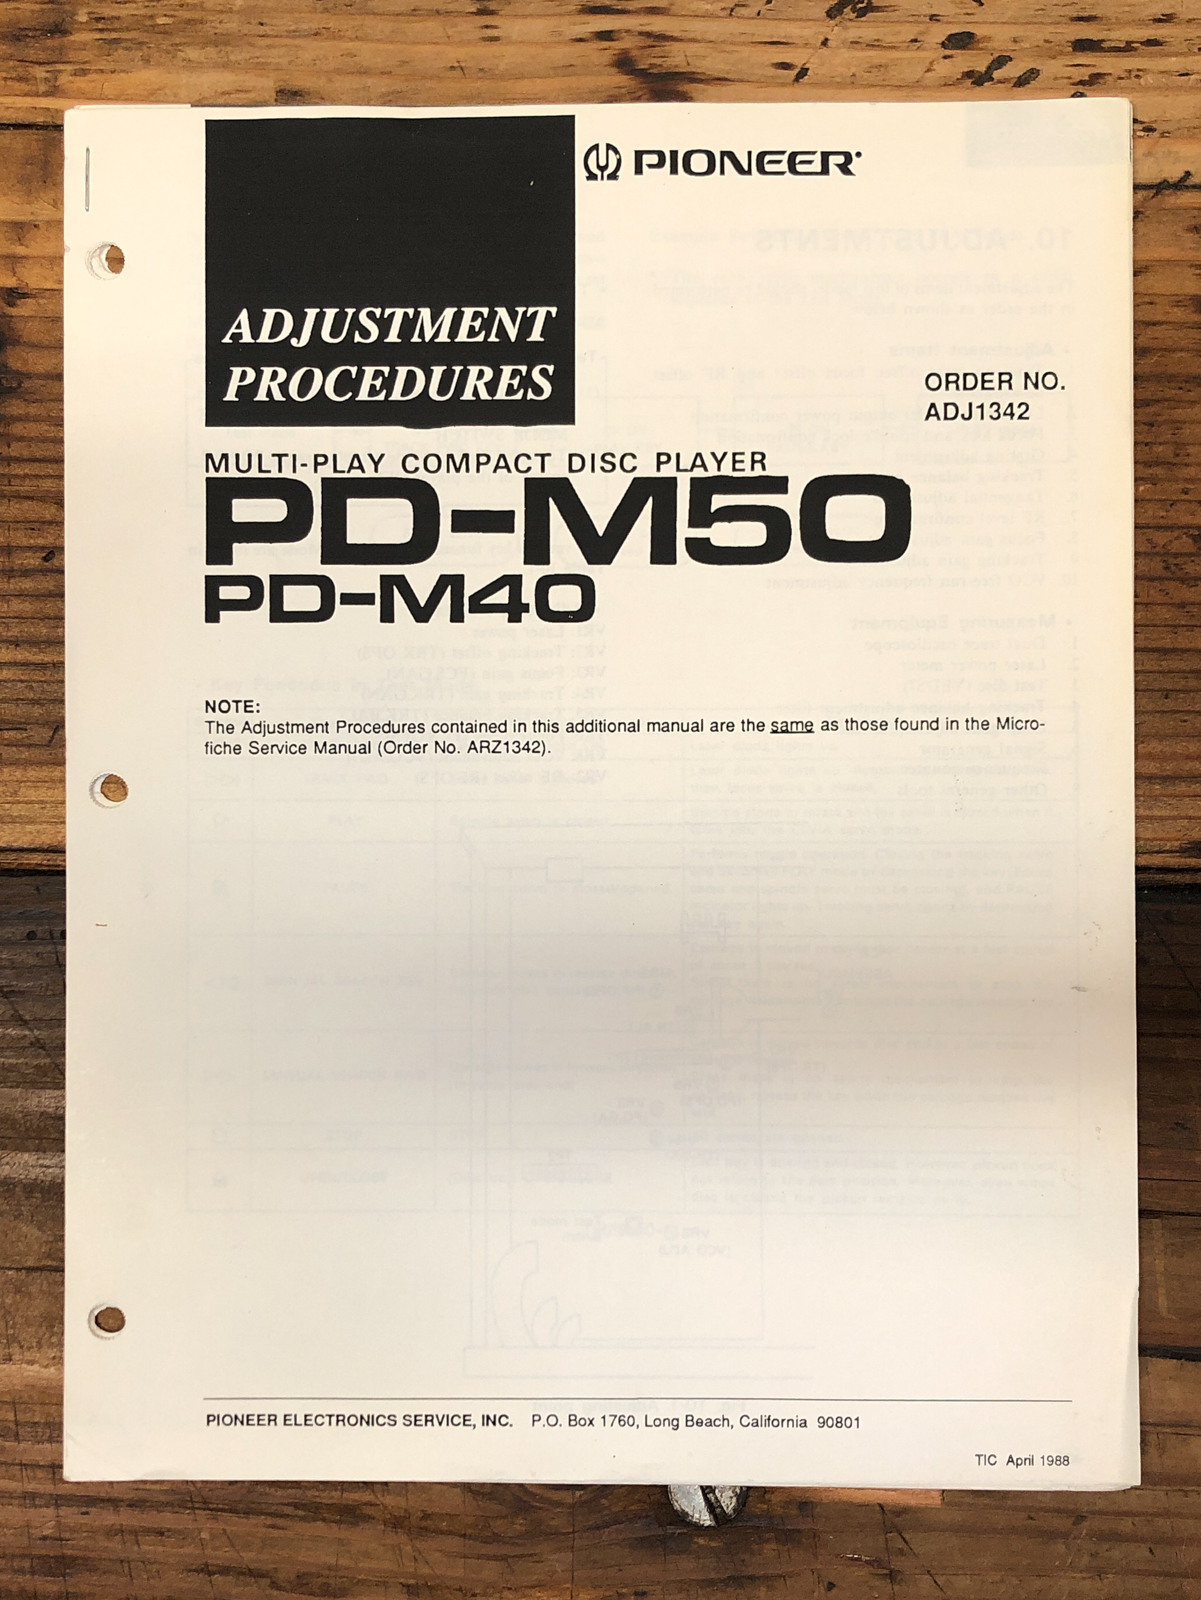 PIONEER
ADJUSTMENT
PROCEDURES
ORDER NO.
ADJ1342
MULTI-PLAY COMPACT DISC PLAYER
PD-M50
PD-M40
NOTE:
The Adjustment Procedures contained in this additional manual are the same as those found in the Micro-
fiche Service Manual (Order No. ARZ1342).
PIONEER ELECTRONICS SERVICE, INC. P.O. Box 1760, Long Beach, California 90801
TIC April 1988